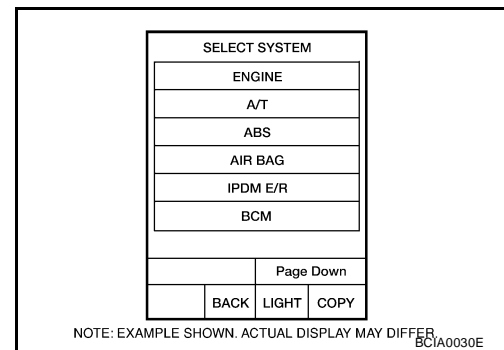 SELECT SYSTEM
ENGINE
A/T
ABS
AIR BAG
IPDM E/R
BCM
Page Down
BACK LIGHT COPY
NOTE: EXAMPLE SHOWN. ACTUAL DISPLAY MAY DIFFER.
BCIA0030E